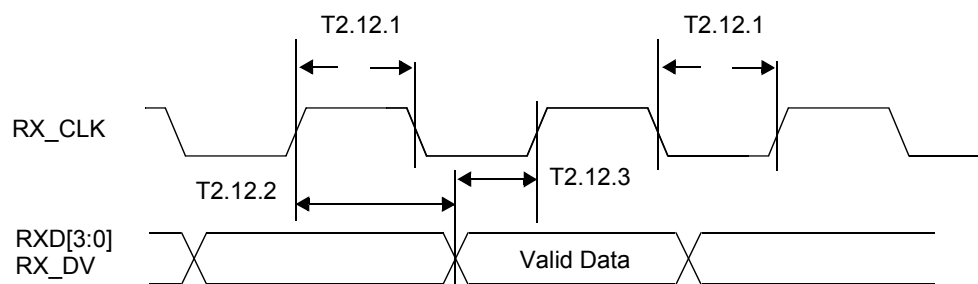 T2.12.1
T2.12.1
RX_CLK
T2.12.2
T2.12.3
RXD[3:0]
RX_DV
Valid Data